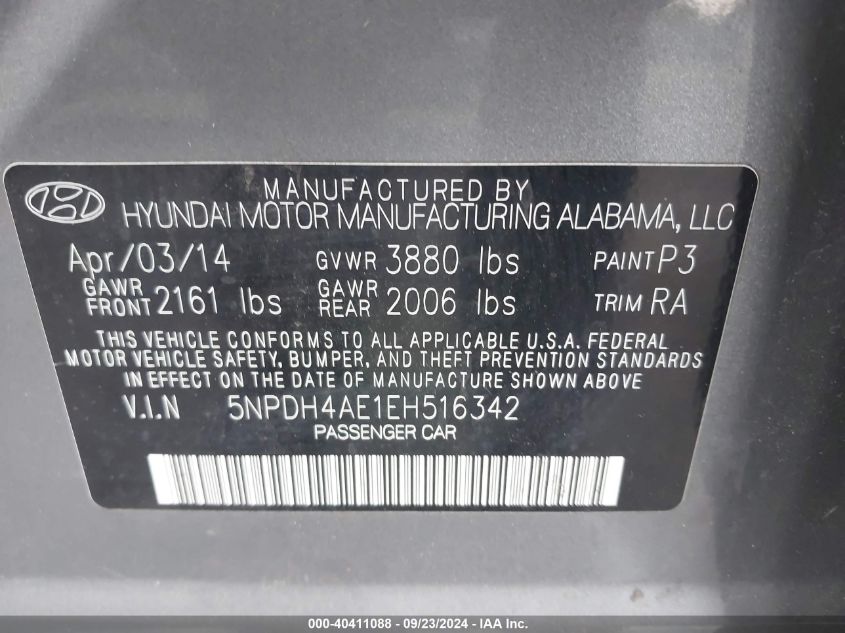 MANUFACTURED BY
HYUNDAI MOTOR MANUFACTURING ALABAMA, LLC
Apr/03/14 GVWR 3880 lbs PAINT P3
GAWR FRONT 2161 lbs GAWR REAR 2006 lbs TRIM RA
THIS VEHICLE CONFORMS TO ALL APPLICABLE U.S.A. FEDERAL
MOTOR VEHICLE SAFETY, BUMPER, AND THEFT PREVENTION STANDARDS
IN EFFECT ON THE DATE OF MANUFACTURE SHOWN ABOVE
V.I.N 5NPDH4AE1EH516342
PASSENGER CAR
000-40411088 - 09/23/2024 - IAA Inc.